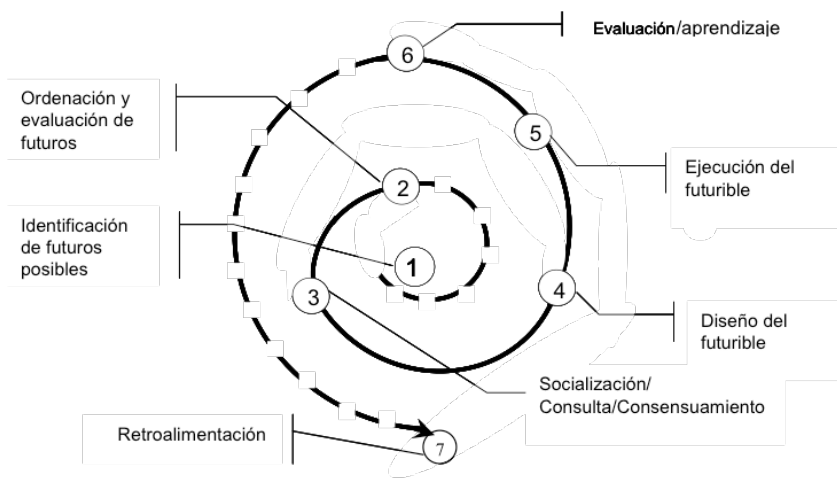 Evaluación/aprendizaje
6
Ordenación y
evaluación de
futuros
5
Ejecución del
futurible
2
Identificación
de futuros
posibles
1
3
4
Diseño del
futurible
Socialización/
Consulta/Consensuamiento
Retroalimentación
7